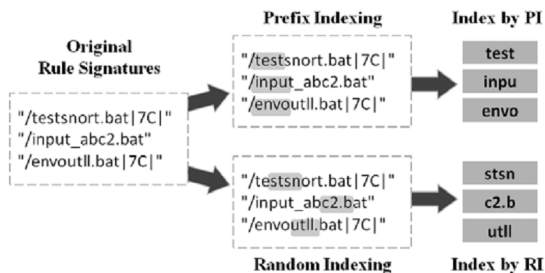 Original
Rule Signatures
"/testsnort.bat|7C|"
"/input_abc2.bat"
"/envoutll.bat|7C|"
Prefix Indexing
"/testsnort.bat|7C|"
"/input_abc2.bat"
"/envoutll.bat|7C|"
Index by PI
test
inpu
envo
"/testsnort.bat|7C|"
"/input_abc2.bat"
"/envoutll.bat|7C|"
Random Indexing
stsn
c2.b
utll
Index by RI